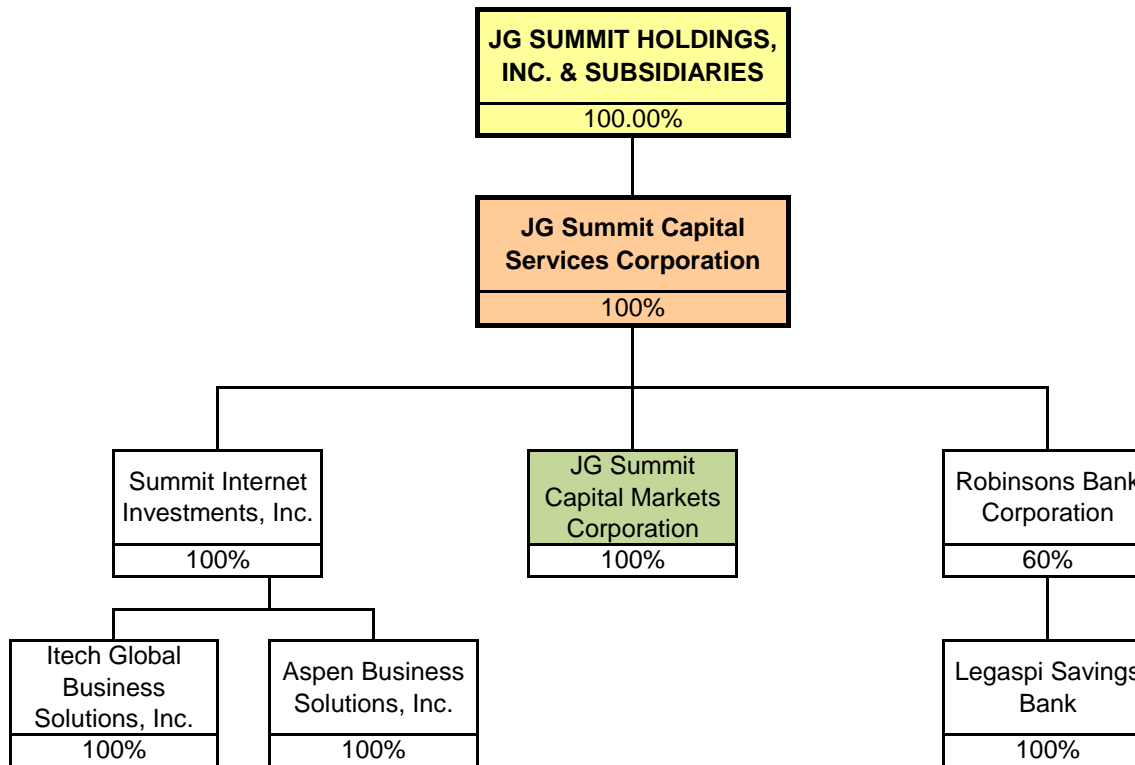 JG SUMMIT HOLDINGS,
INC. & SUBSIDIARIES
100.00%
JG Summit Capital
Services Corporation
100%
Summit Internet
Investments, Inc.
100%
JG Summit
Capital Markets
Corporation
100%
Robinsons Bank
Corporation
60%
Itech Global
Business
Solutions, Inc.
100%
Aspen Business
Solutions, Inc.
100%
Legaspi Savings
Bank
100%